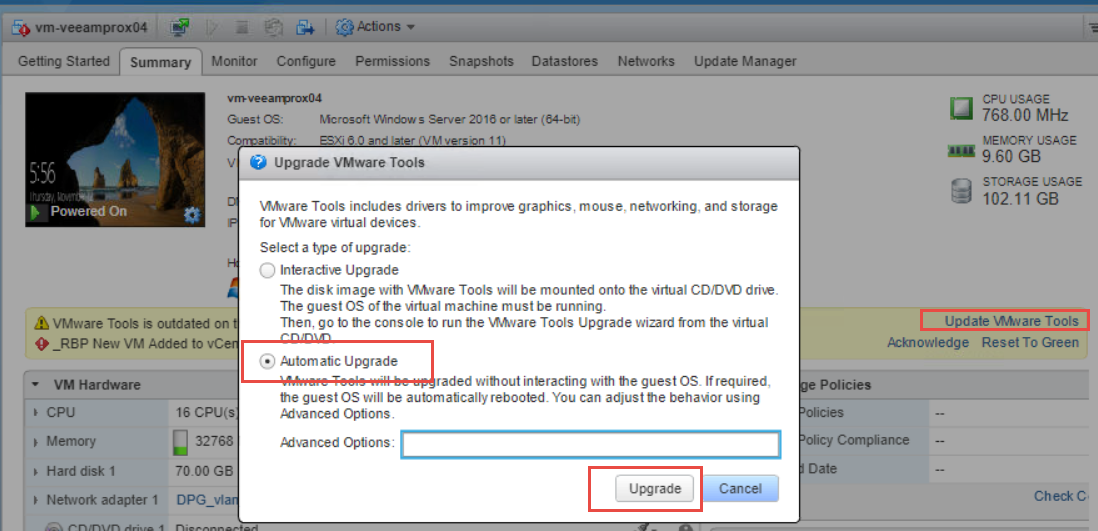 vm-veeamprox04
Actions
Getting Started Summary Monitor Configure Permissions Snapshots Datastores Networks Update Manager
vm-veeamprox04
Guest OS: Microsoft Windows Server 2016 or later (64-bit)
Compatibility: ESXi 6.0 and later (VM version 11)
CPU USAGE
768.00 MHz
MEMORY USAGE
9.60 GB
STORAGE USAGE
102.11 GB
5:56
Powered On
Upgrade VMware Tools
VMware Tools includes drivers to improve graphics, mouse, networking, and storage
for VMware virtual devices.
Select a type of upgrade:
Interactive Upgrade
The disk image with VMware Tools will be mounted onto the virtual CD/DVD drive.
The guest OS of the virtual machine must be running.
Then, go to the console to run the VMware Tools Upgrade wizard from the virtual
CD/DVD.
Automatic Upgrade
VMware Tools will be upgraded without interacting with the guest OS. If required,
the guest OS will be automatically rebooted. You can adjust the behavior using
Advanced Options.
Advanced Options:
Upgrade Cancel
VMware Tools is outdated on th
Update VMware Tools
_RBP New VM Added to vCen
Acknowledge Reset To Green
VM Hardware
CPU 16 CPU(s)
Memory 32768
Hard disk 1 70.00 GB
Network adapter 1 DPG_vlan
CD/DVD drive 1 Disconnected
ge Policies
Policies --
Policy Compliance --
d Date --
Check C